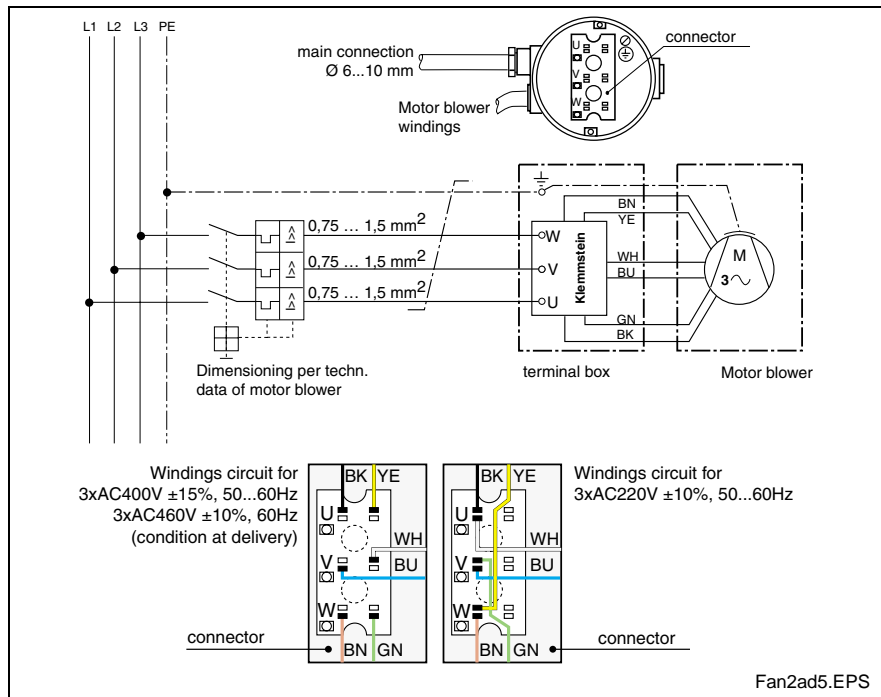 L1 L2 L3 PE
main connection
Ø 6...10 mm
connector
U
V
W
Motor blower
windings
0,75 ... 1,5 mm²
0,75 ... 1,5 mm²
0,75 ... 1,5 mm²
I>
I>
I>
W
V
U
Klemmstein
BN
YE
WH
BU
GN
BK
M
3~
Dimensioning per techn.
data of motor blower
terminal box
Motor blower
Windings circuit for
3xAC400V ±15%, 50...60Hz
3xAC460V ±10%, 60Hz
(condition at delivery)
connector
BK YE
U
WH
V
BU
W
BN GN
BK YE
U
WH
V
BU
W
BN GN
Windings circuit for
3xAC220V ±10%, 50...60Hz
connector
Fan2ad5.EPS